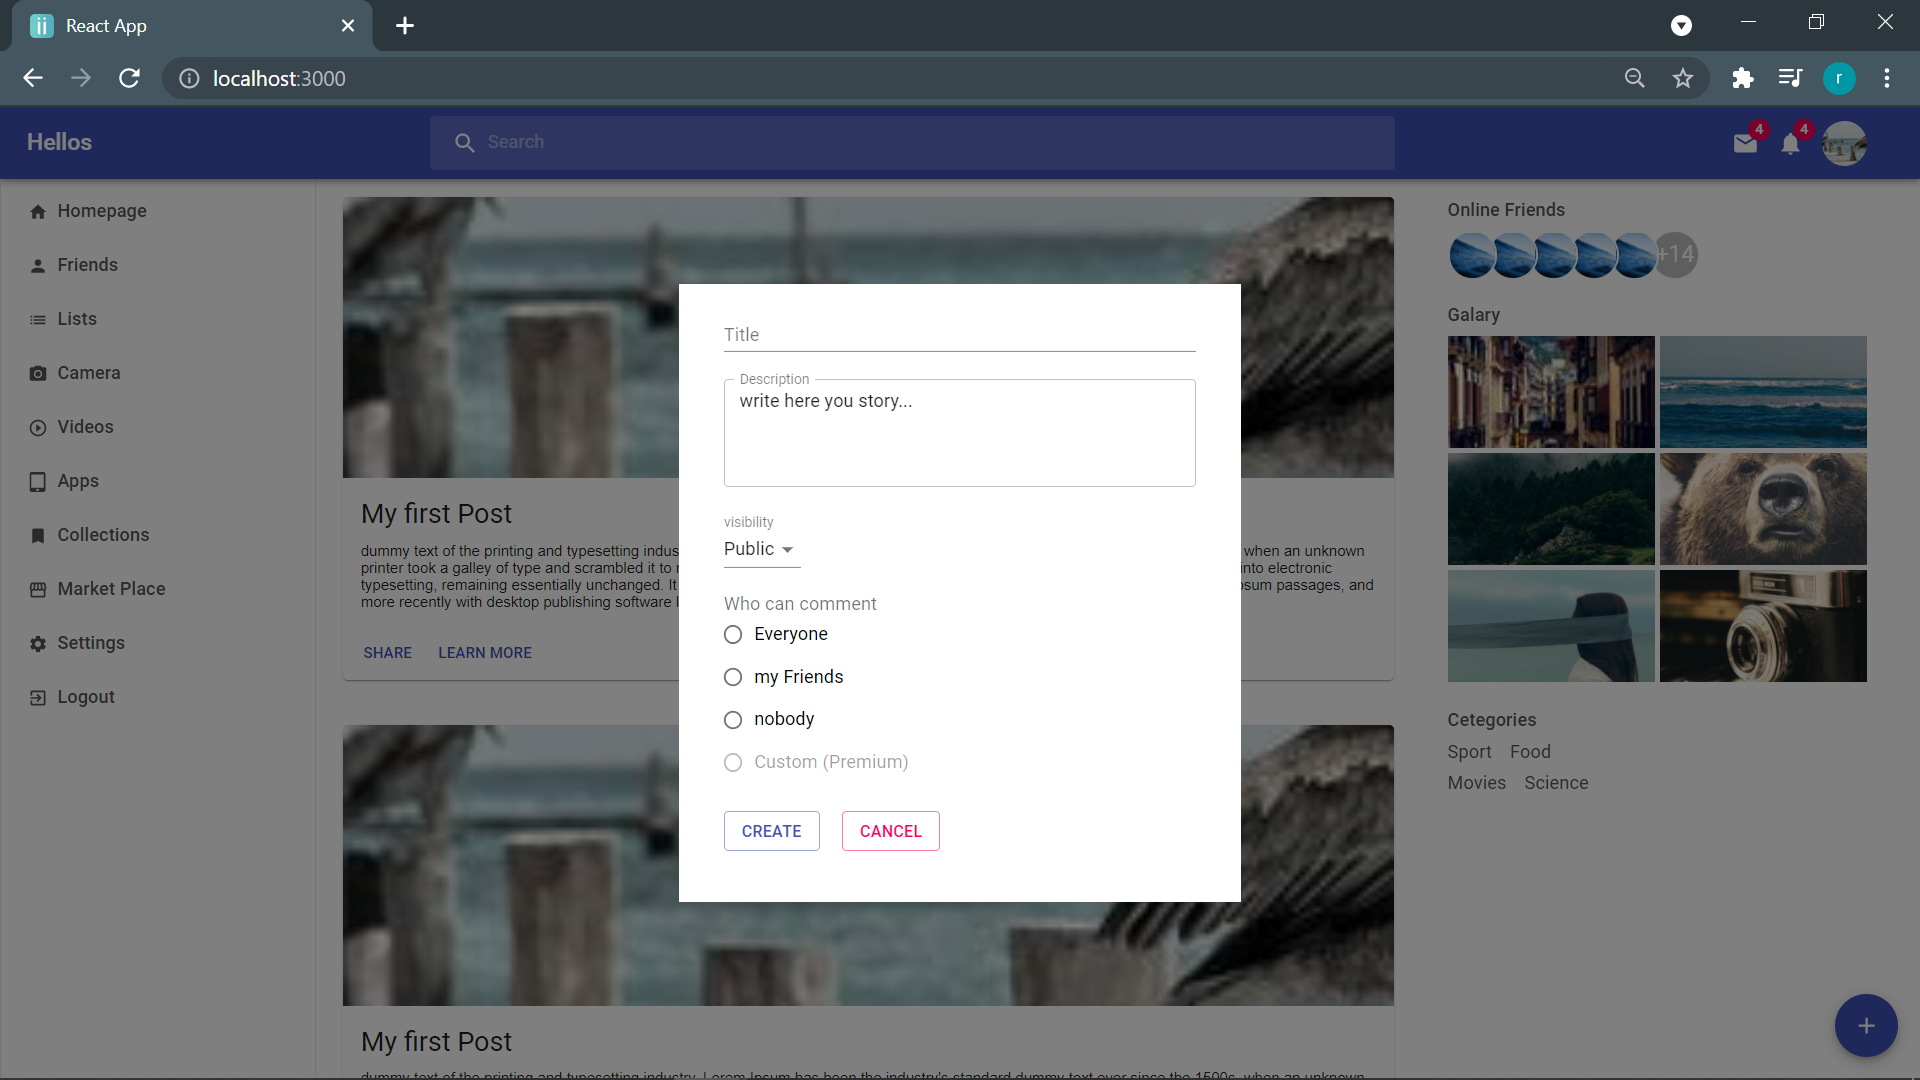 React App
localhost:3000
r
Hellos
Search
4
4
Homepage
Friends
Lists
Camera
Videos
Apps
Collections
Market Place
Settings
Logout
My first Post
dummy text of the printing and typesetting indus
when an unknown
printer took a galley of type and scrambled it to
into electronic
typesetting, remaining essentially unchanged. It
psum passages, and
more recently with desktop publishing software
SHARE LEARN MORE
My first Post
dummy text of the printing and typesetting industry. Lorem Ipsum has been the industry's standard dummy text ever since the 1500s, when an unknown
Title
Description
write here you story...
visibility
Public
Who can comment
Everyone
my Friends
nobody
Custom (Premium)
CREATE CANCEL
Online Friends
+14
Galary
Cetegories
Sport Food
Movies Science